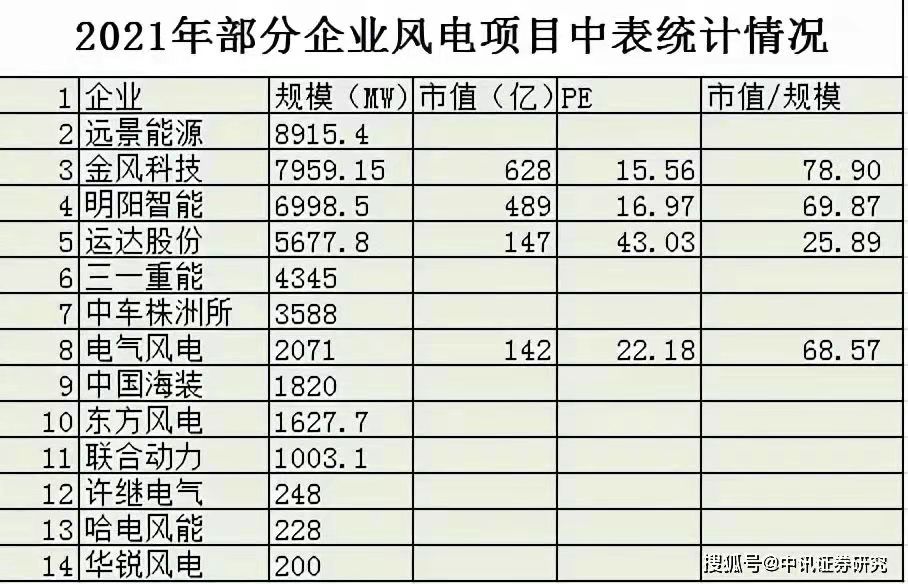 2021年部分企业风电项目中表统计情况
1 企业 规模（MW） 市值（亿） PE 市值/规模
2 远景能源 8915.4
3 金风科技 7959.15 628 15.56 78.90
4 明阳智能 6998.5 489 16.97 69.87
5 运达股份 5677.8 147 43.03 25.89
6 三一重能 4345
7 中车株洲所 3588
8 电气风电 2071 142 22.18 68.57
9 中国海装 1820
10 东方风电 1627.7
11 联合动力 1003.1
12 许继电气 248
13 哈电风能 228
14 华锐风电 200
搜狐号@中讯证券研究